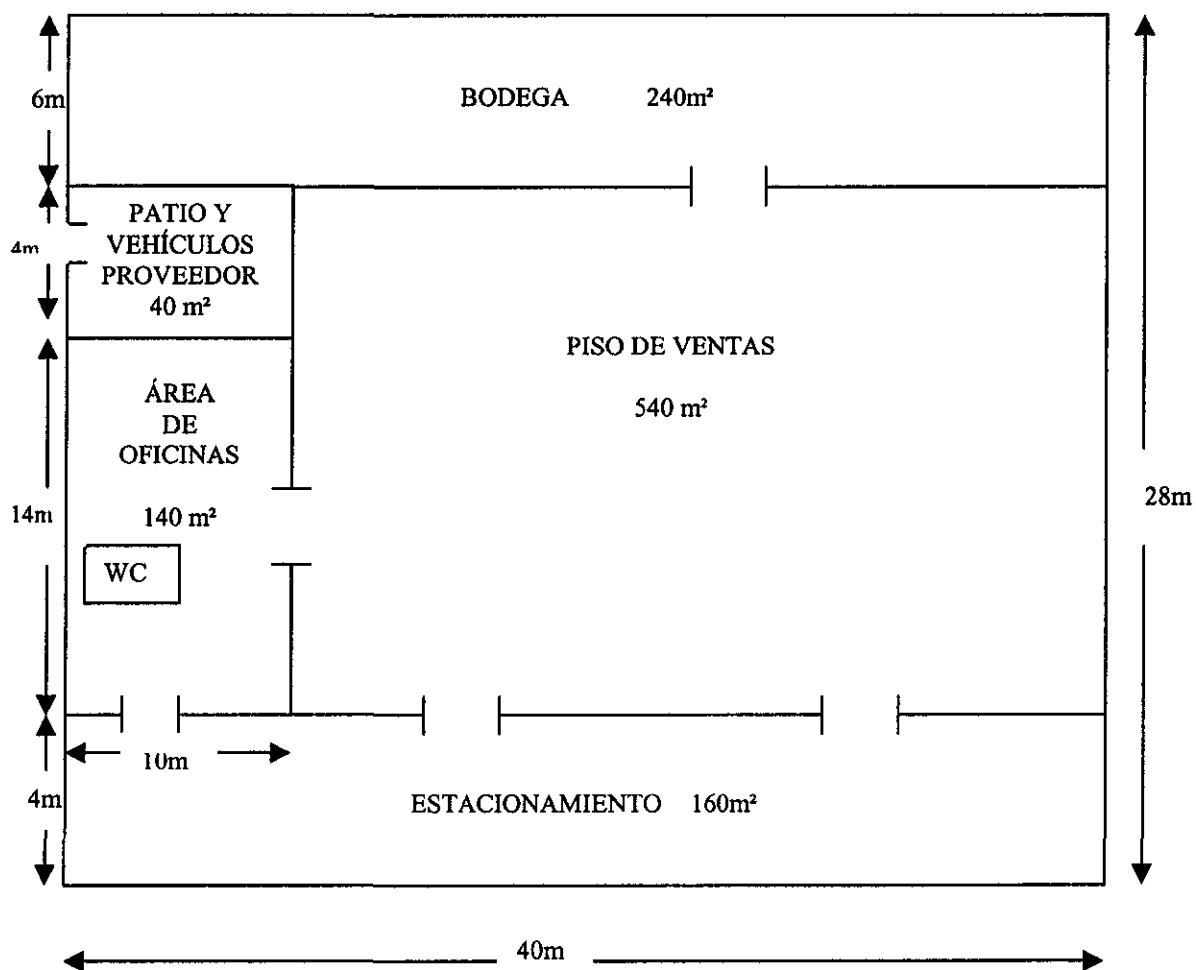 6m
BODEGA 240m²
4m
PATIO Y
VEHÍCULOS
PROVEEDOR
40 m²
PISO DE VENTAS
540 m²
ÁREA
DE
OFICINAS
14m
140 m²
28m
WC
10m
4m
ESTACIONAMIENTO 160m²
40m